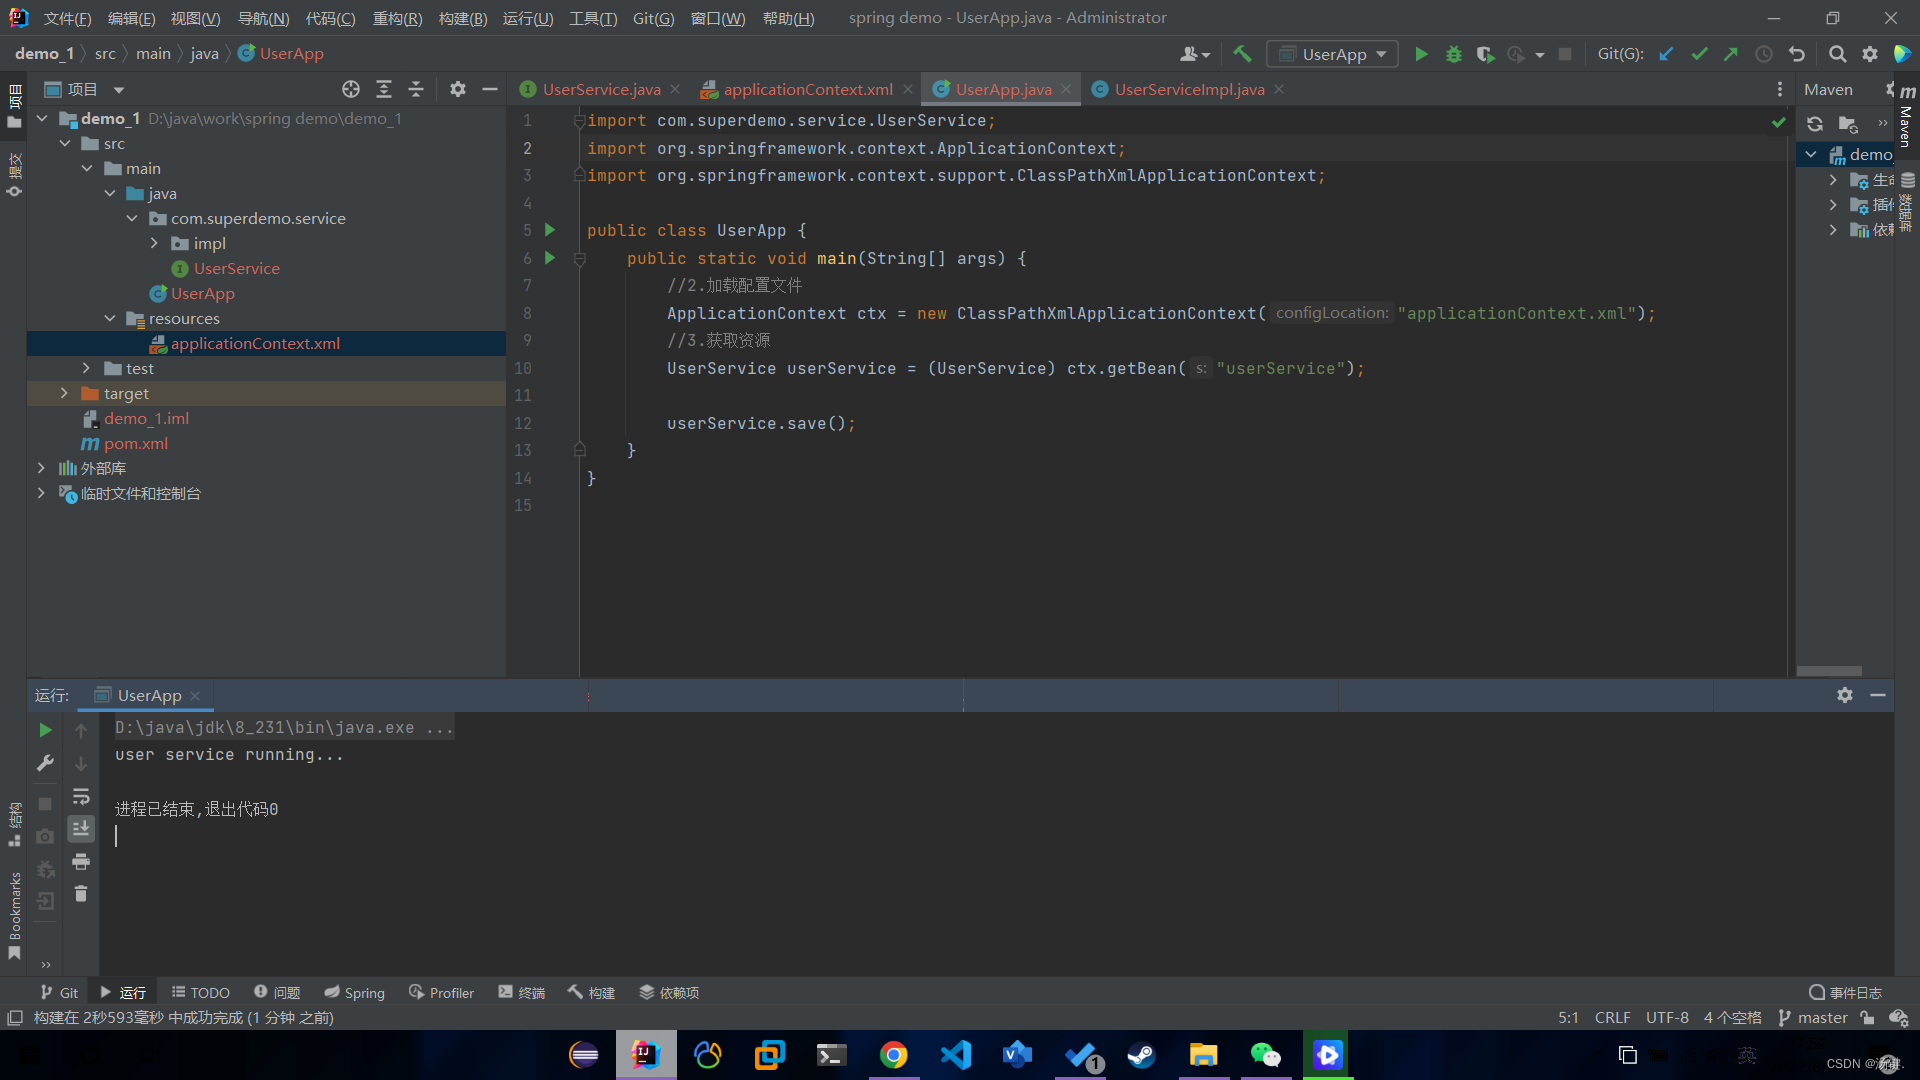 文件(F) 编辑(E) 视图(V) 导航(N) 代码(C) 重构(R) 构建(B) 运行(U) 工具(T) Git(G) 窗口(W) 帮助(H) spring demo - UserApp.java - Administrator
demo_1 src main java UserApp UserApp Git(G):
项目 UserService.java applicationContext.xml UserApp.java UserServiceImpl.java Maven
demo_1 D:\java\work\spring demo\demo_1
src
main
java
com.superdemo.service
impl
UserService
UserApp
resources
applicationContext.xml
test
target
demo_1.iml
pom.xml
外部库
临时文件和控制台
1 import com.superdemo.service.UserService;
2 import org.springframework.context.ApplicationContext;
3 import org.springframework.context.support.ClassPathXmlApplicationContext;
4
5 public class UserApp {
6 public static void main(String[] args) {
7 //2.加载配置文件
8 ApplicationContext ctx = new ClassPathXmlApplicationContext( configLocation: "applicationContext.xml");
9 //3.获取资源
10 UserService userService = (UserService) ctx.getBean( s: "userService");
11
12 userService.save();
13 }
14 }
15
demo_
生命
插件
依赖
Maven
数据库
项目
提交
结构
Bookmarks
运行: UserApp
D:\java\jdk\8_231\bin\java.exe ...
user service running...
进程已结束,退出代码0
Git 运行 TODO 问题 Spring Profiler 终端 构建 依赖项 事件日志
构建在 2秒593毫秒 中成功完成 (1 分钟 之前) 5:1 CRLF UTF-8 4 个空格 master
1 英
CSDN @汤键.